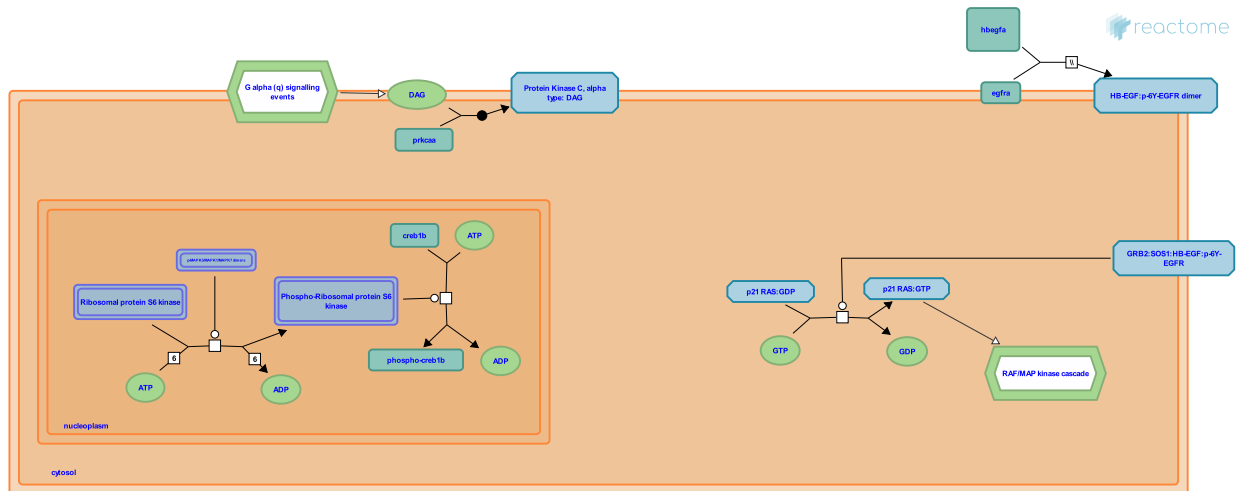 hbegfa
reactome
G alpha (q) signalling
events
DAG
Protein Kinase C, alpha
type: DAG
\\
egfra
HB-EGF:p-6Y-EGFR dimer
prkcaa
creb1b
ATP
GRB2:SOS1:HB-EGF:p-6Y-
EGFR
Ribosomal protein S6 kinase
Phospho-Ribosomal protein S6
kinase
p21 RAS:GDP
p21 RAS:GTP
6
6
phospho-creb1b
ADP
GTP
GDP
RAF/MAP kinase cascade
ATP
ADP
nucleoplasm
cytosol